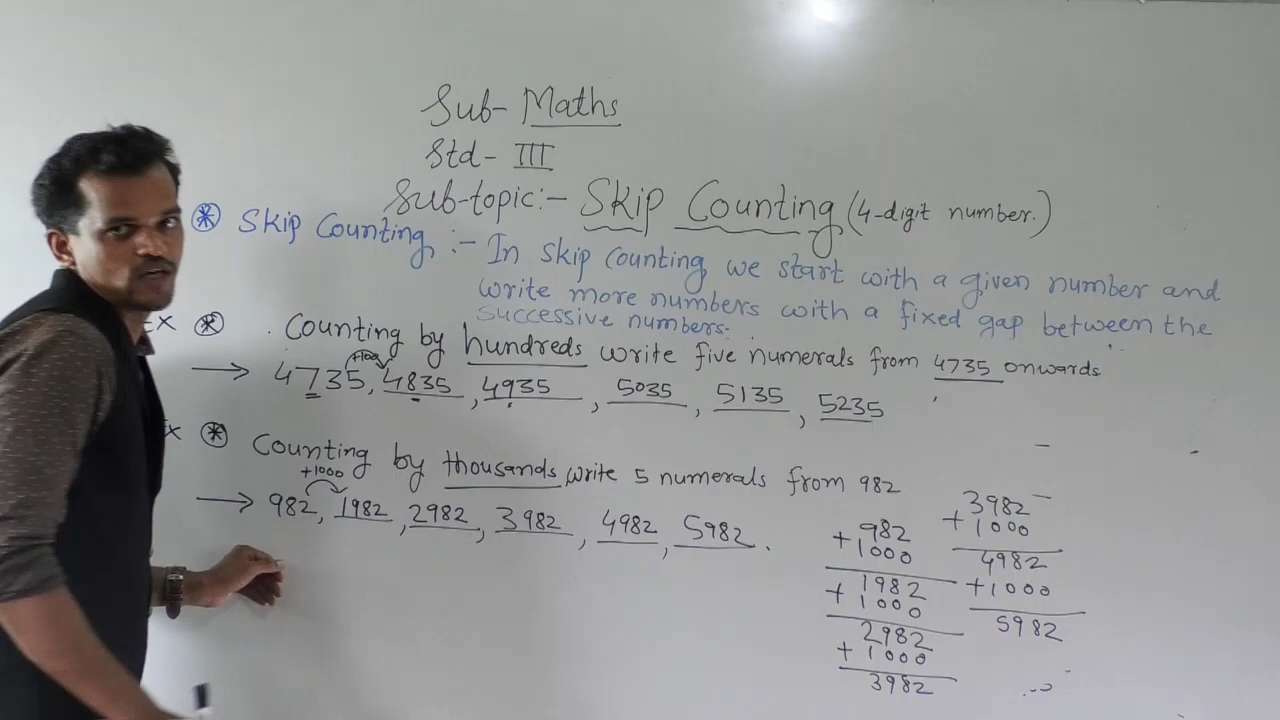 Sub- Maths
Std- III
Sub-topic:- Skip Counting (4-digit number.)
* Skip Counting :- In skip counting we start with a given number and
write more numbers with a fixed gap between the
successive numbers.
Ex * . Counting by hundreds write five numerals from 4735 onwards
+100
→ 4735, 4835, 4935, 5035, 5135, 5235
Ex * Counting by thousands write 5 numerals from 982
+1000
→ 982, 1982, 2982, 3982, 4982, 5982.
982
+ 1000
1982
+ 1000
2982
+ 1000
3982
3982
+ 1000
4982
+ 1000
5982